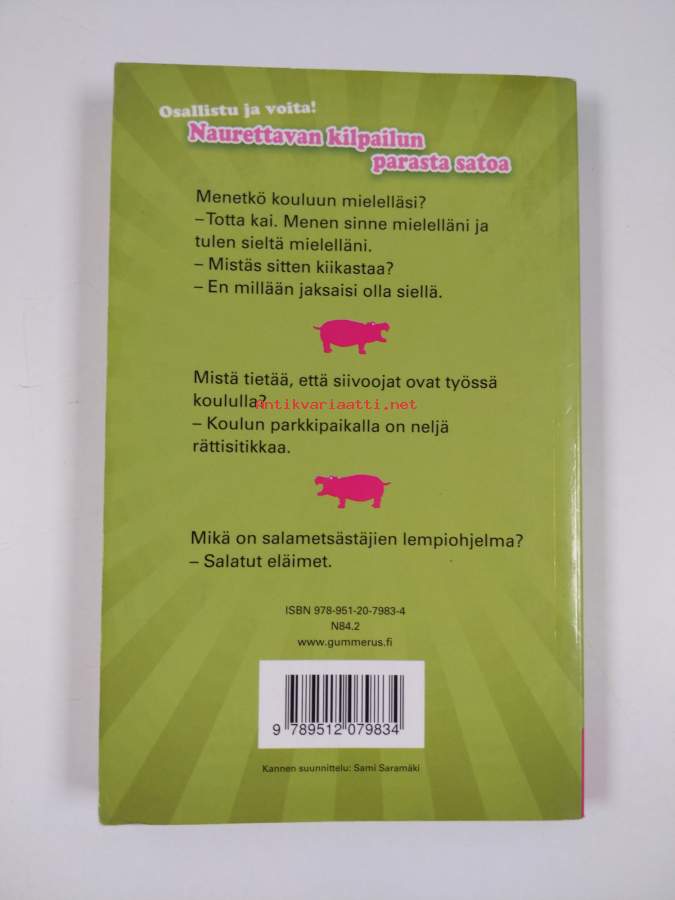 Osallistu ja voita!
Naurettavan kilpailun
parasta satoa
Menetkö kouluun mielelläsi?
– Totta kai. Menen sinne mielelläni ja
tulen sieltä mielelläni.
– Mistäs sitten kiikastaa?
– En millään jaksaisi olla siellä.
Mistä tietää, että siivoojat ovat työssä
koululla?
Antikvariaatti.net
– Koulun parkkipaikalla on neljä
rättisitikkaa.
Mikä on salametsästäjien lempiohjelma?
– Salatut eläimet.
ISBN 978-951-20-7983-4
N84.2
www.gummerus.fi
9 789512 079834
Kannen suunnittelu: Sami Saramäki